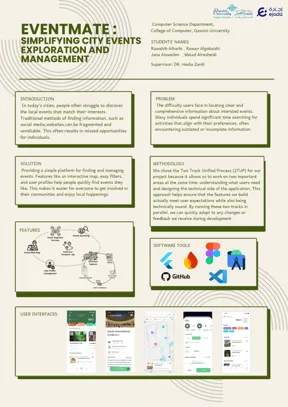 EVENTMATE :
SIMPLIFYING CITY EVENTS
EXPLORATION AND
MANAGEMENT
Computer Science Department,
College of Computer, Qassim University
STUDENTS' NAMES
Supervisor: DR. Hedia Zardi
ejada
INTRODUCTION
In today's cities, people often struggle to discover
the local events that match their interests.
Traditional methods of finding information, such as
social media,websites can be fragmented and
unreliable. This often results in missed opportunities
for individuals.
PROBLEM
The difficulty users face in locating clear and
comprehensive information about interested events.
Many individuals spend significant time searching for
activities that align with their preferences, often
encountering outdated or incomplete information.
SOLUTION
Providing a simple platform for finding and managing
events. Features like an interactive map, easy filters,
and user profiles help people quickly find events they
like. This makes it easier for everyone to get involved in
their communities and enjoy local happenings.
METHODOLOGY
We chose the Two Track Unified Process (2TUP) for our
project because it allows us to work on two important
areas at the same time: understanding what users need
and designing the technical side of the application. This
approach helps ensure that the features we build
actually meet user expectations while also being
technically sound. By running these two tracks in
parallel, we can quickly adapt to any changes or
feedback we receive during development.
FEATURES
SOFTWARE TOOLS
GitHub
USER INTERFACES